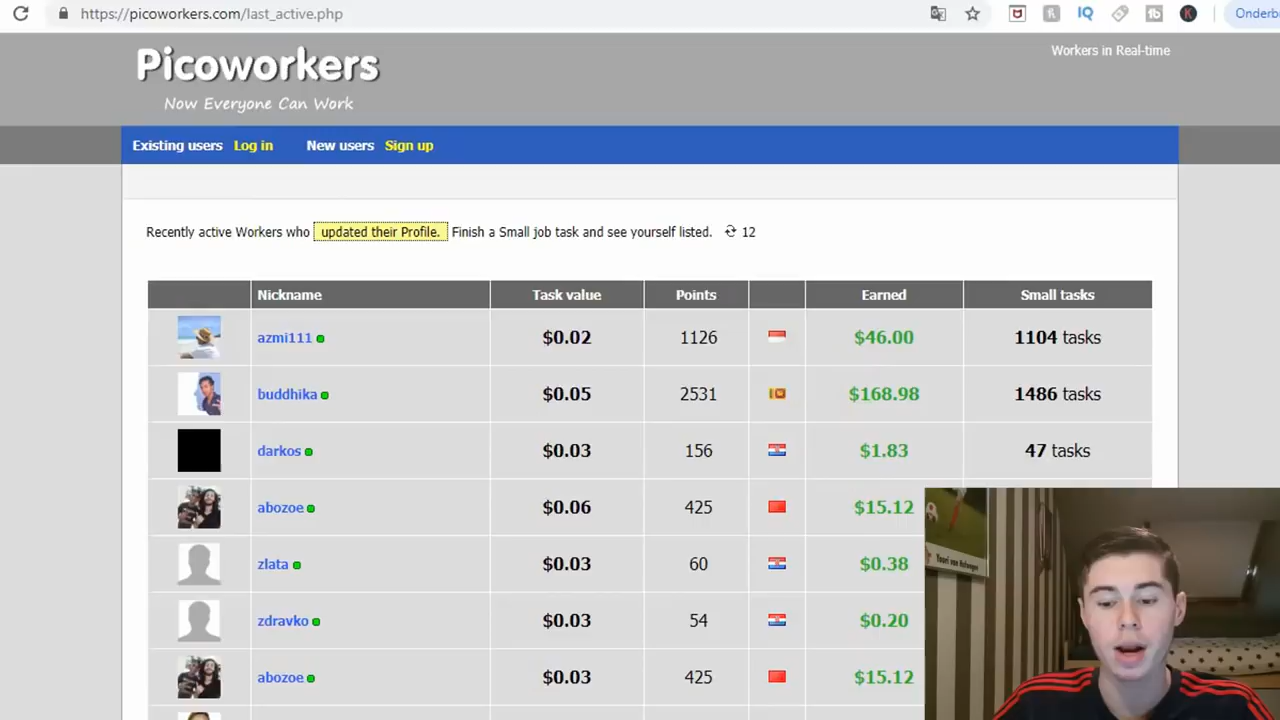 https://picoworkers.com/last_active.php
Onderbr
Picoworkers
Workers in Real-time
Now Everyone Can Work
Existing users Log in New users Sign up
Recently active Workers who updated their Profile. Finish a Small job task and see yourself listed. 12
Nickname Task value Points Earned Small tasks
azmi111 $0.02 1126 $46.00 1104 tasks
buddhika $0.05 2531 $168.98 1486 tasks
darkos $0.03 156 $1.83 47 tasks
abozoe $0.06 425 $15.12
zlata $0.03 60 $0.38
zdravko $0.03 54 $0.20
abozoe $0.03 425 $15.12